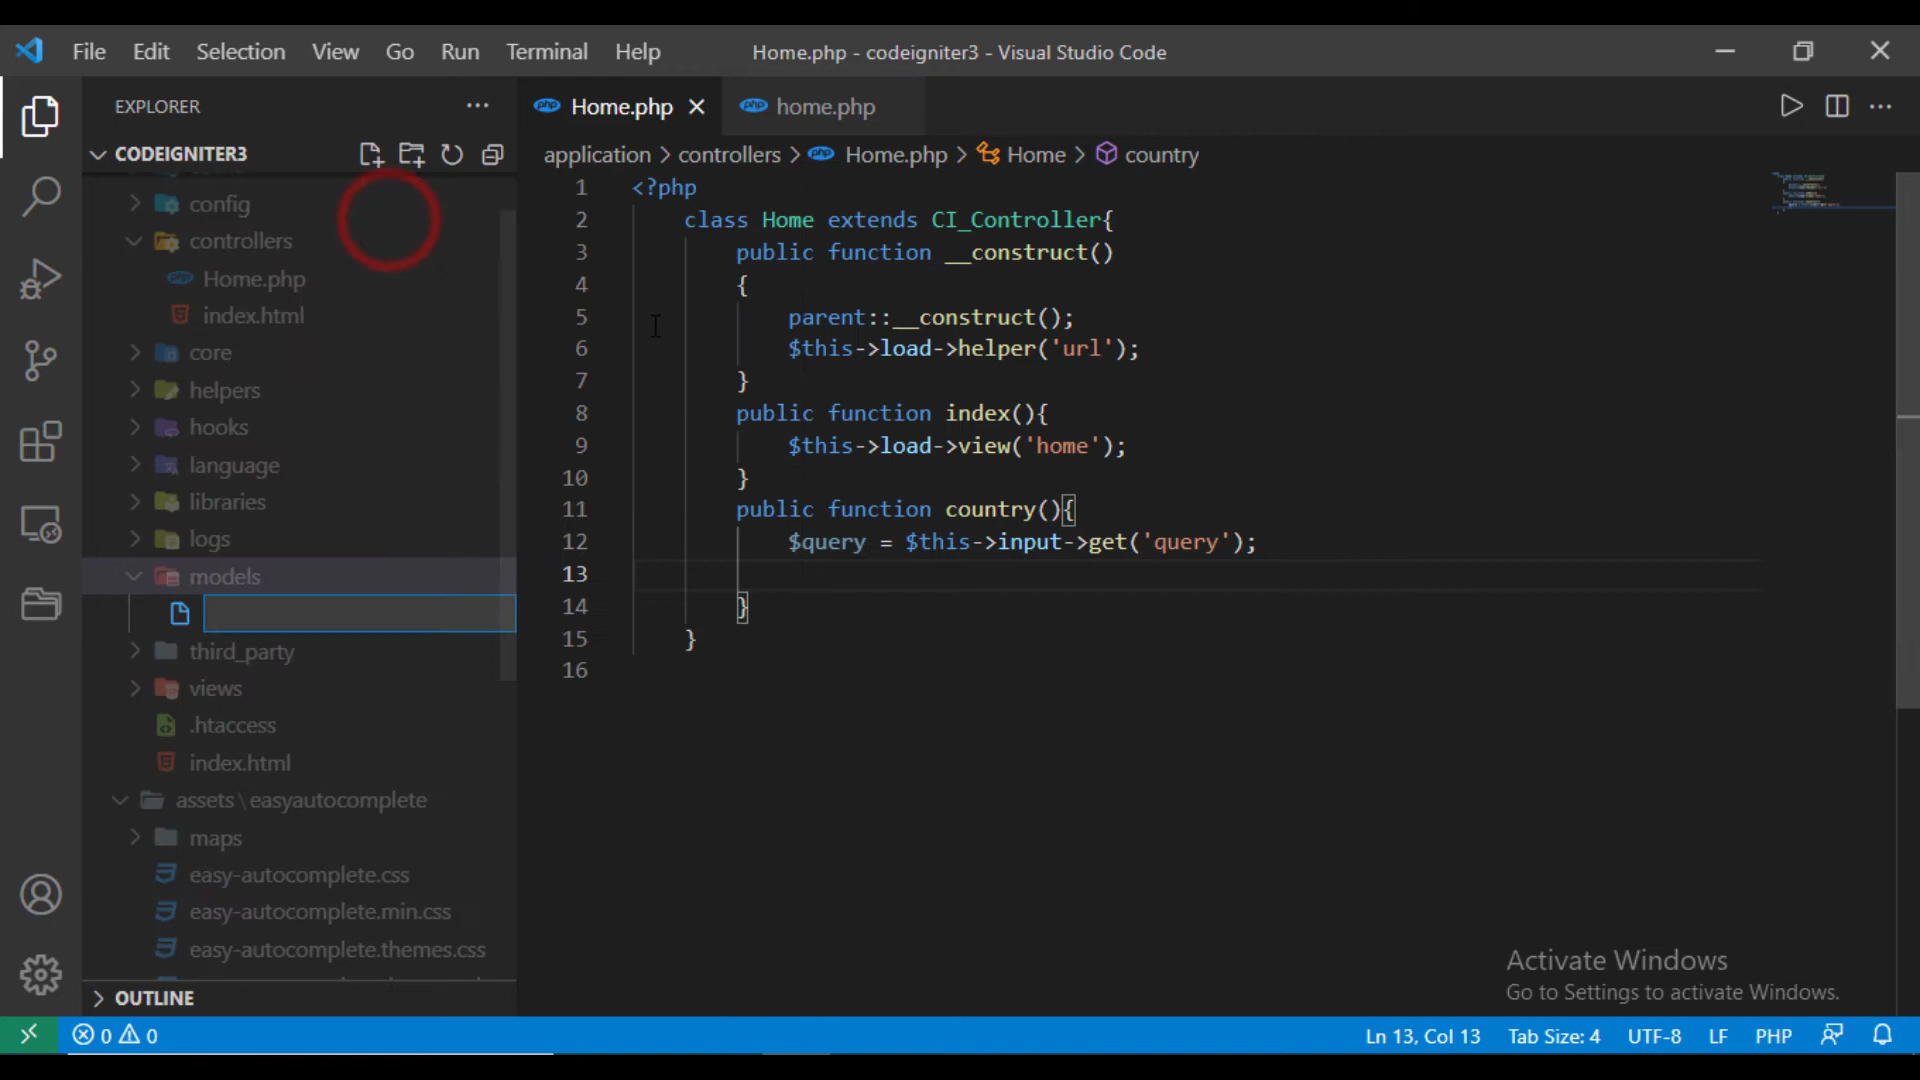 File Edit Selection View Go Run Terminal Help Home.php - codeigniter3 - Visual Studio Code
EXPLORER
Home.php home.php
CODEIGNITER3
application controllers Home.php Home country
config
controllers
Home.php
index.html
core
helpers
hooks
language
libraries
logs
models
third_party
views
.htaccess
index.html
assets\easyautocomplete
maps
easy-autocomplete.css
easy-autocomplete.min.css
easy-autocomplete.themes.css
OUTLINE
1 <?php
2 class Home extends CI_Controller{
3 public function __construct()
4 {
5 parent::__construct();
6 $this->load->helper('url');
7 }
8 public function index(){
9 $this->load->view('home');
10 }
11 public function country(){
12 $query = $this->input->get('query');
13
14 }
15 }
16
Activate Windows
Go to Settings to activate Windows.
0 0 Ln 13, Col 13 Tab Size: 4 UTF-8 LF PHP